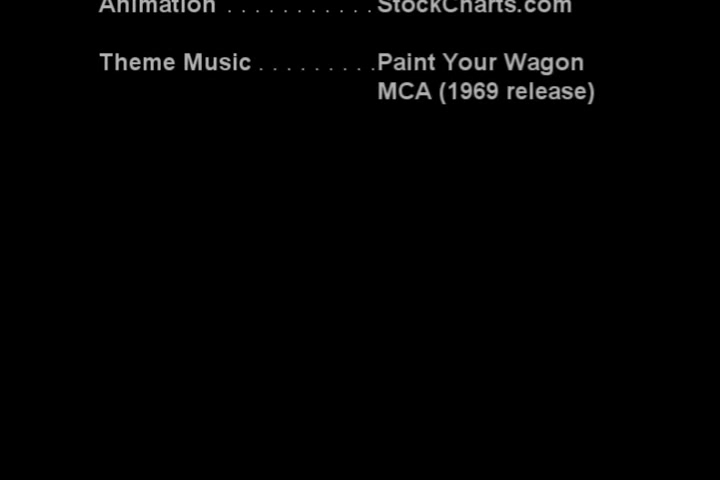 Animation . . . . . . . . . . . StockCharts.com
Theme Music . . . . . . . . .Paint Your Wagon
MCA (1969 release)